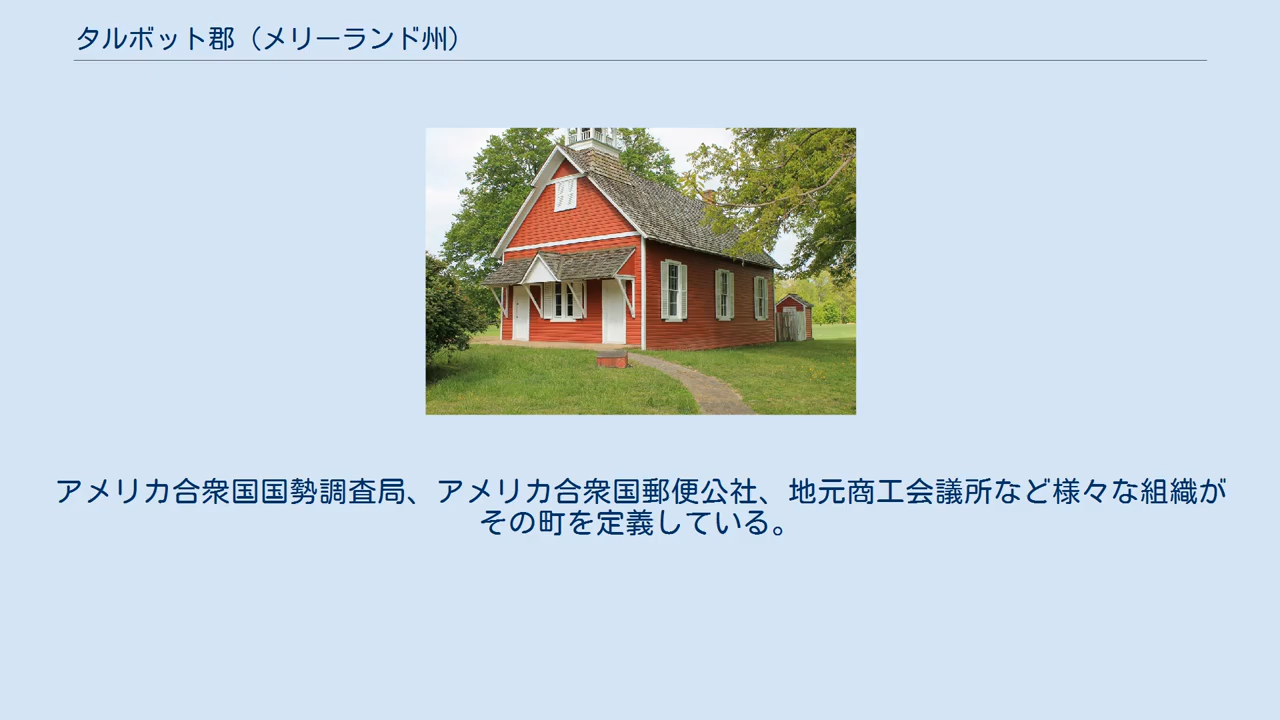 タルボット郡（メリーランド州）
アメリカ合衆国国勢調査局、アメリカ合衆国郵便公社、地元商工会議所など様々な組織が
その町を定義している。